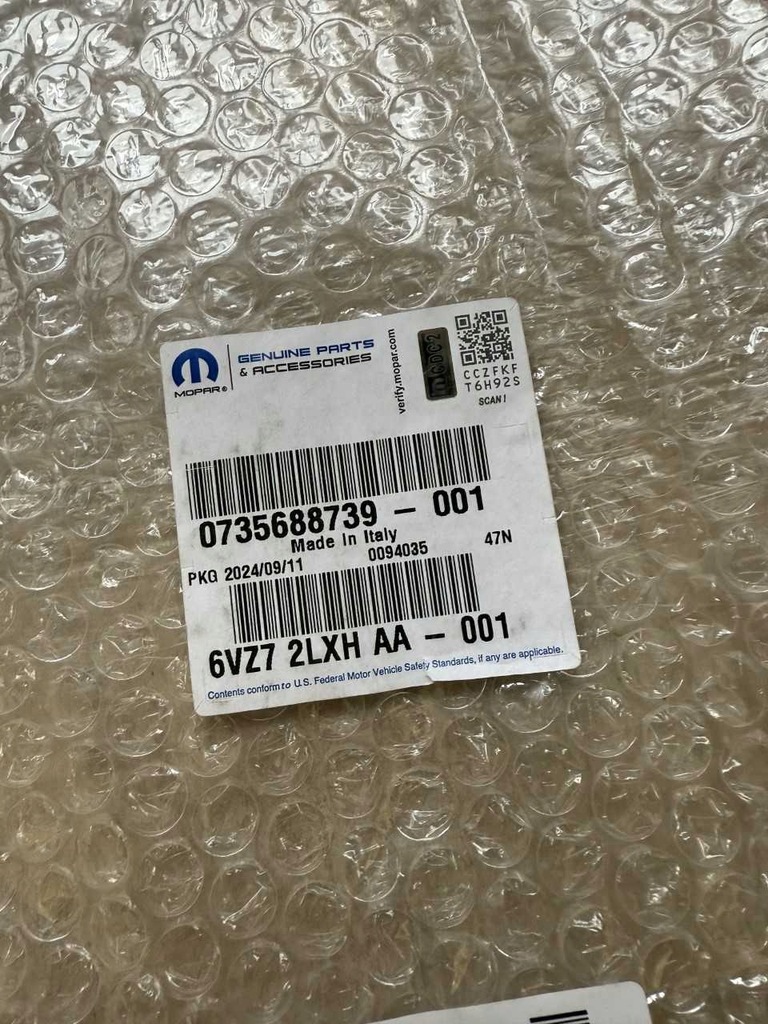 MOPAR®
GENUINE PARTS
& ACCESSORIES
verify.mopar.com
CDC2
CCZFKF
T6H92S
SCAN!
0735688739 - 001
Made In Italy
PKG 2024/09/11
0094035
47N
6VZ7 2LXH AA - 001
Contents conform to U.S. Federal Motor Vehicle Safety Standards, if any are applicable.